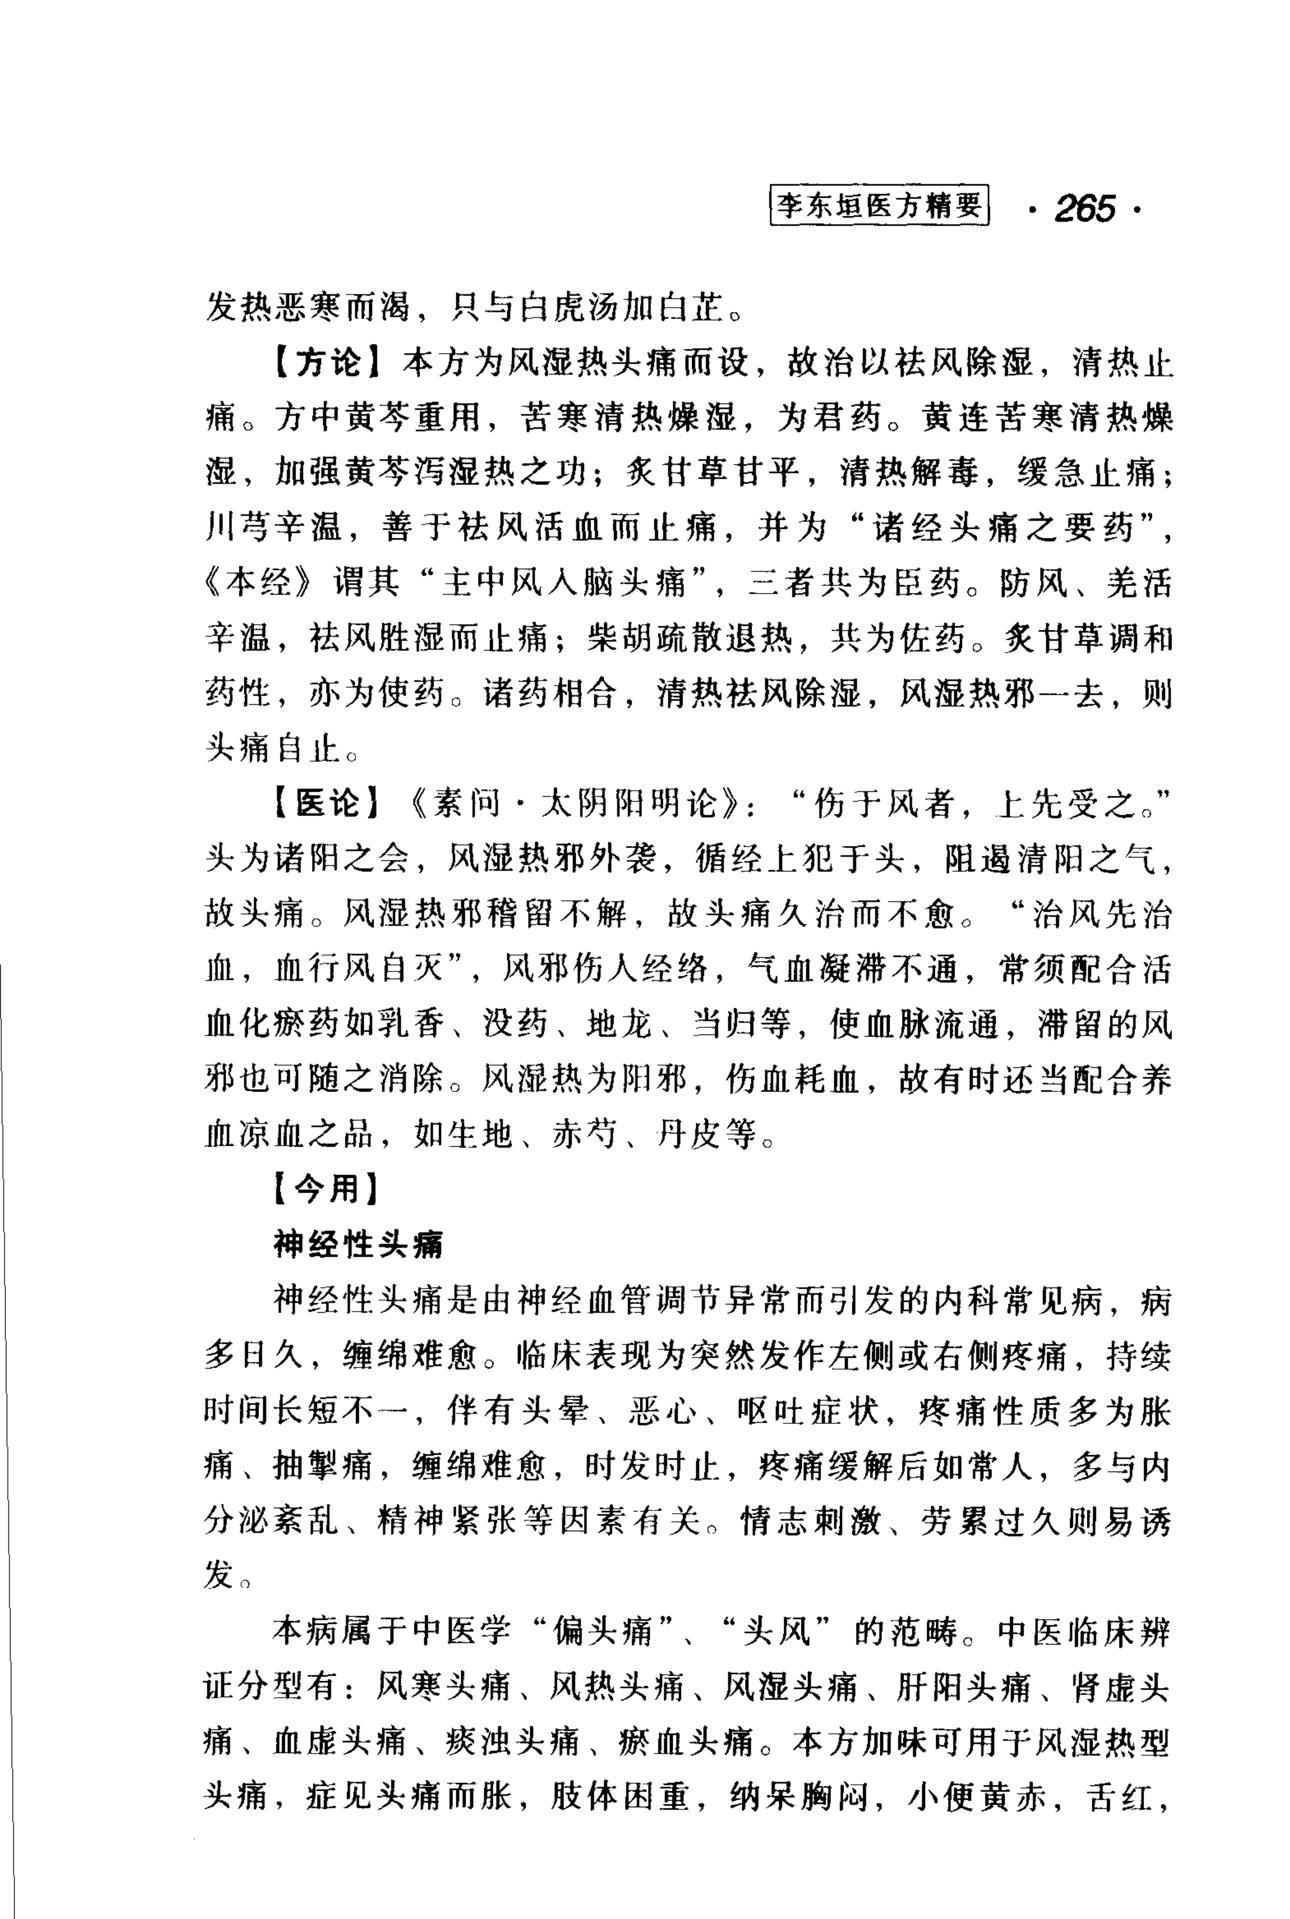 李东垣医方精要 · 265 ·
发热恶寒而渴，只与白虎汤加白芷。
【方论】本方为风湿热头痛而设，故治以祛风除湿，清热止
痛。方中黄芩重用，苦寒清热燥湿，为君药。黄连苦寒清热燥
湿，加强黄芩泻湿热之功；炙甘草甘平，清热解毒，缓急止痛；
川芎辛温，善于祛风活血而止痛，并为“诸经头痛之要药”，
《本经》谓其“主中风入脑头痛”，三者共为臣药。防风、羌活
辛温，祛风胜湿而止痛；柴胡疏散退热，共为佐药。炙甘草调和
药性，亦为使药。诸药相合，清热祛风除湿，风湿热邪一去，则
头痛自止。
【医论】《素问·太阴阳明论》：“伤于风者，上先受之。”
头为诸阳之会，风湿热邪外袭，循经上犯于头，阻遏清阳之气，
故头痛。风湿热邪稽留不解，故头痛久治而不愈。“治风先治
血，血行风自灭”，风邪伤人经络，气血凝滞不通，常须配合活
血化瘀药如乳香、没药、地龙、当归等，使血脉流通，滞留的风
邪也可随之消除。风湿热为阳邪，伤血耗血，故有时还当配合养
血凉血之品，如生地、赤芍、丹皮等。
【今用】
神经性头痛
神经性头痛是由神经血管调节异常而引发的内科常见病，病
多日久，缠绵难愈。临床表现为突然发作左侧或右侧疼痛，持续
时间长短不一，伴有头晕、恶心、呕吐症状，疼痛性质多为胀
痛、抽掣痛，缠绵难愈，时发时止，疼痛缓解后如常人，多与内
分泌紊乱、精神紧张等因素有关。情志刺激、劳累过久则易诱
发。
本病属于中医学“偏头痛”、“头风”的范畴。中医临床辨
证分型有：风寒头痛、风热头痛、风湿头痛、肝阳头痛、肾虚头
痛、血虚头痛、痰浊头痛、瘀血头痛。本方加味可用于风湿热型
头痛，症见头痛而胀，肢体困重，纳呆胸闷，小便黄赤，舌红，